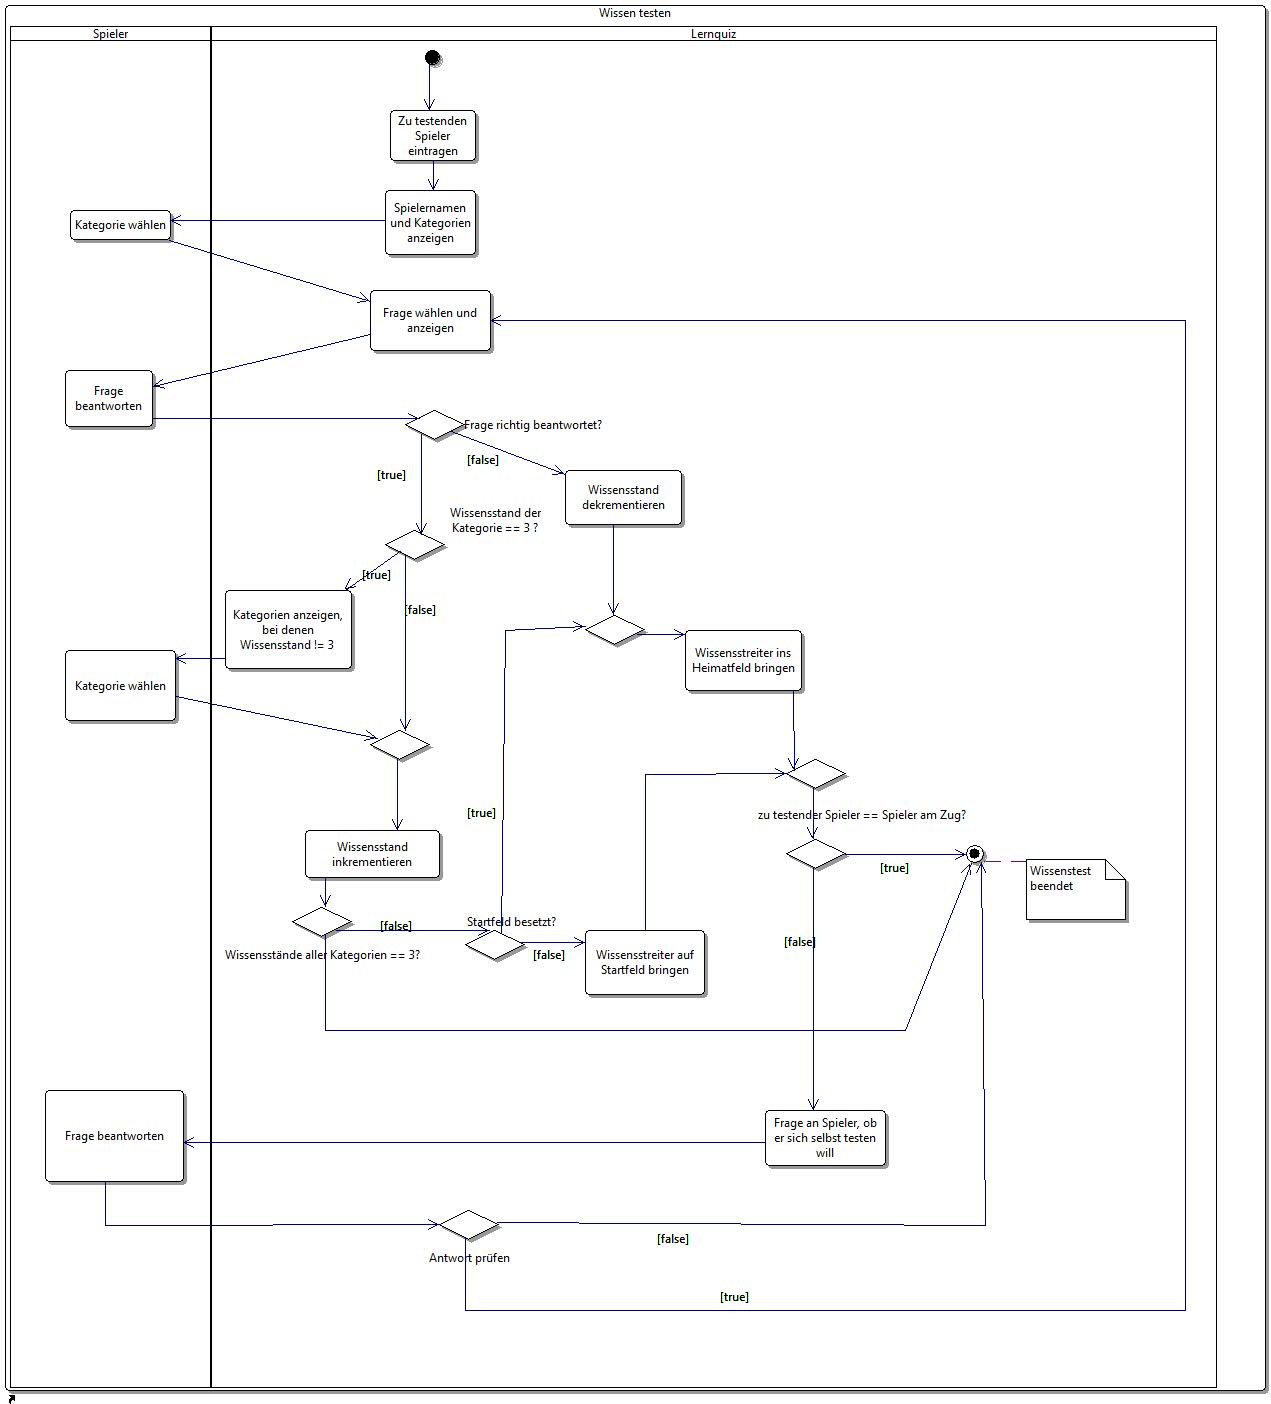 Wissen testen
Spieler
Lernquiz
Zu testenden
Spieler
eintragen
Spielernamen
und Kategorien
anzeigen
Kategorie wählen
Frage wählen und
anzeigen
Frage
beantworten
Frage richtig beantwortet?
[true]
[false]
Wissensstand
dekrementieren
Wissensstand der
Kategorie == 3 ?
[true]
[false]
Kategorien anzeigen,
bei denen
Wissensstand != 3
Kategorie wählen
Wissensstreiter ins
Heimatfeld bringen
[true]
zu testender Spieler == Spieler am Zug?
Wissensstand
inkrementieren
[true]
Wissenstest
beendet
Startfeld besetzt?
[false]
[false]
Wissensstände aller Kategorien == 3?
[false]
Wissensstreiter auf
Startfeld bringen
Frage beantworten
Frage an Spieler, ob
er sich selbst testen
will
[false]
Antwort prüfen
[true]